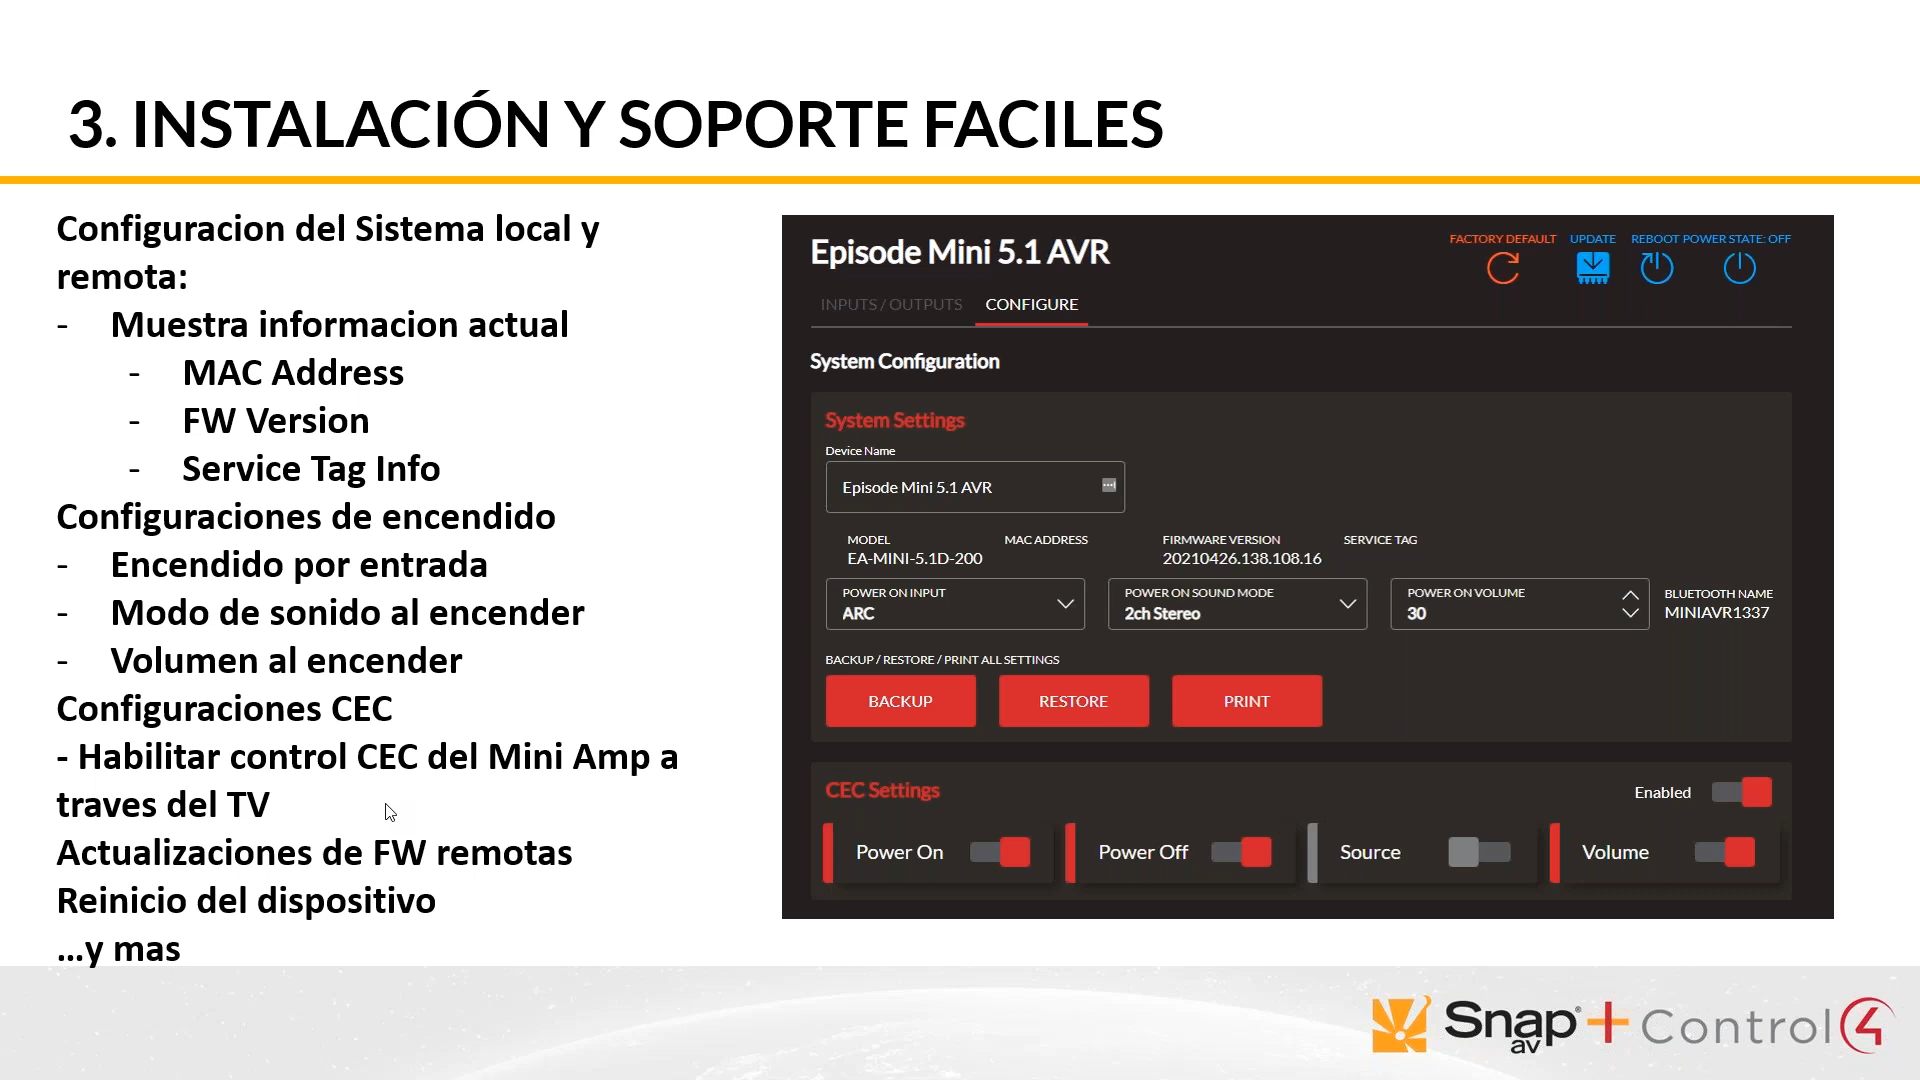 3. INSTALACIÓN Y SOPORTE FACILES
Configuracion del Sistema local y
remota:
- Muestra informacion actual
- MAC Address
- FW Version
- Service Tag Info
Configuraciones de encendido
- Encendido por entrada
- Modo de sonido al encender
- Volumen al encender
Configuraciones CEC
- Habilitar control CEC del Mini Amp a
traves del TV
Actualizaciones de FW remotas
Reinicio del dispositivo
...y mas
Episode Mini 5.1 AVR
FACTORY DEFAULT UPDATE REBOOT POWER STATE: OFF
INPUTS / OUTPUTS CONFIGURE
System Configuration
System Settings
Device Name
Episode Mini 5.1 AVR
MODEL MAC ADDRESS FIRMWARE VERSION SERVICE TAG
EA-MINI-5.1D-200 20210426.138.108.16
POWER ON INPUT POWER ON SOUND MODE POWER ON VOLUME BLUETOOTH NAME
ARC 2ch Stereo 30 MINIAVR1337
BACKUP / RESTORE / PRINT ALL SETTINGS
BACKUP RESTORE PRINT
CEC Settings Enabled
Power On Power Off Source Volume
Snap av + Control 4